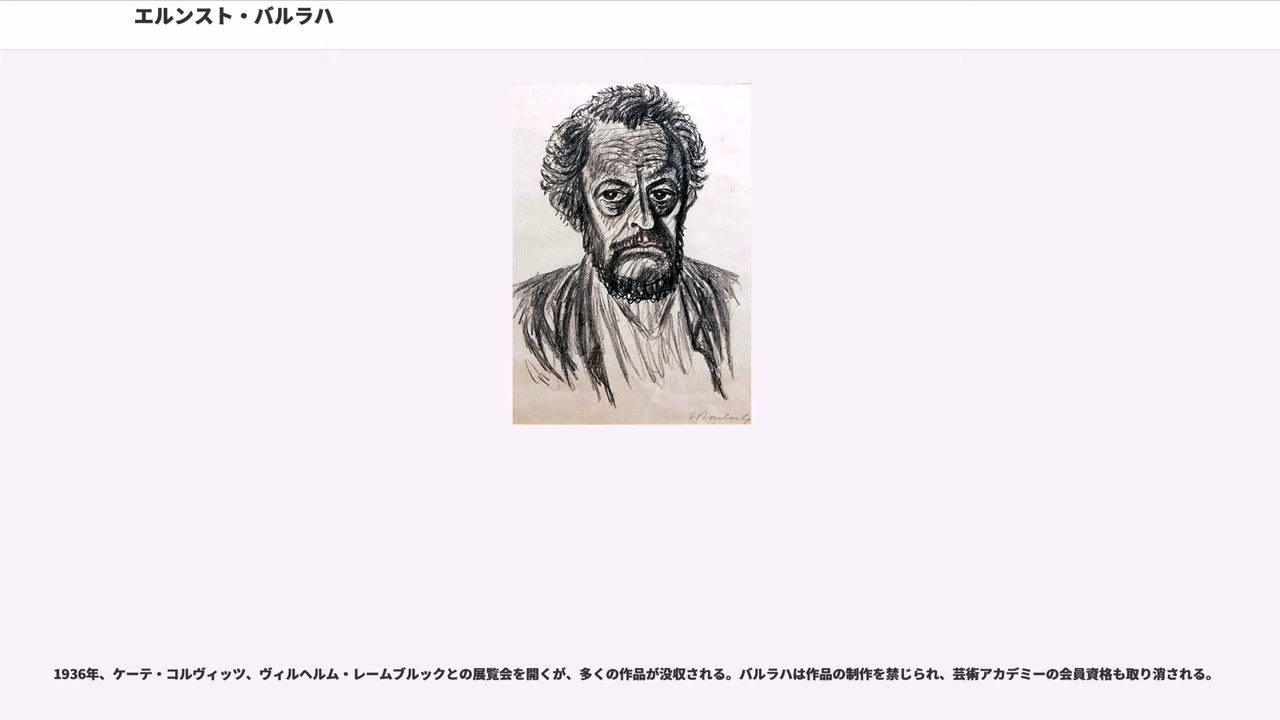 エルンスト・バルラハ
1936年、ケーテ・コルヴィッツ、ヴィルヘルム・レームブルックとの展覧会を開くが、多くの作品が没収される。バルラハは作品の制作を禁じられ、芸術アカデミーの会員資格も取り消される。